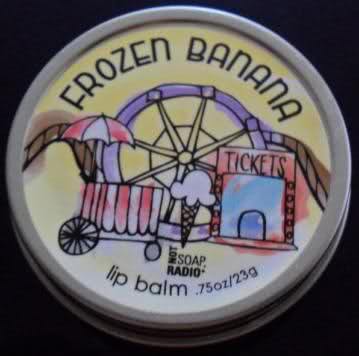 FROZEN BANANA
TICKETS
NOT SOAP,
RADIO
lip balm .75oz/23g